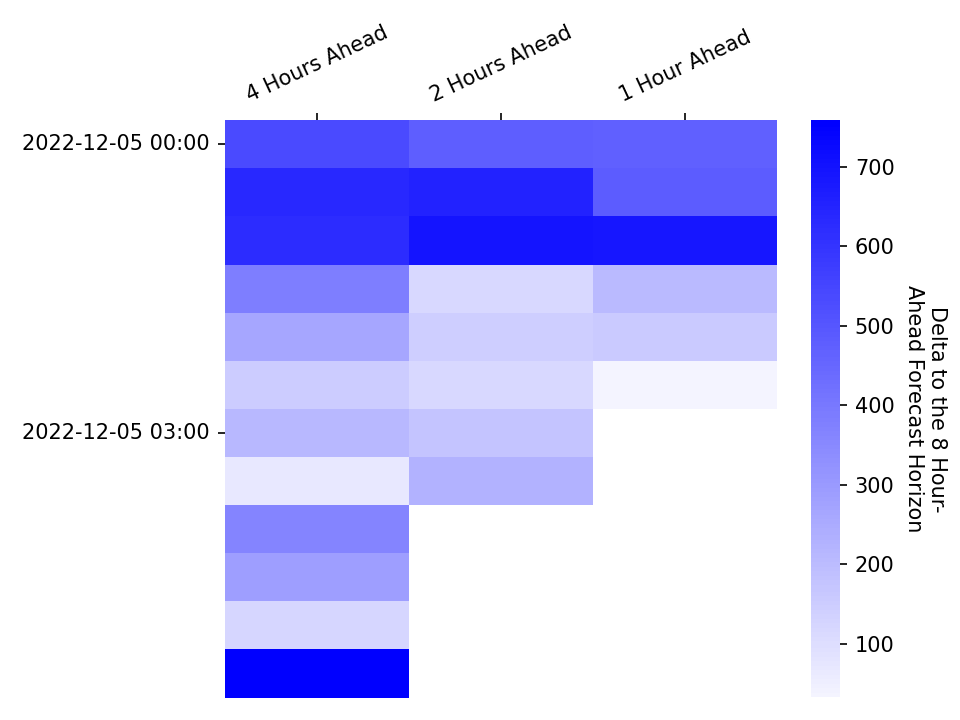 4 Hours Ahead
2 Hours Ahead
1 Hour Ahead
2022-12-05 00:00
2022-12-05 03:00
700
600
500
400
300
200
100
Delta to the 8 Hour-
Ahead Forecast Horizon